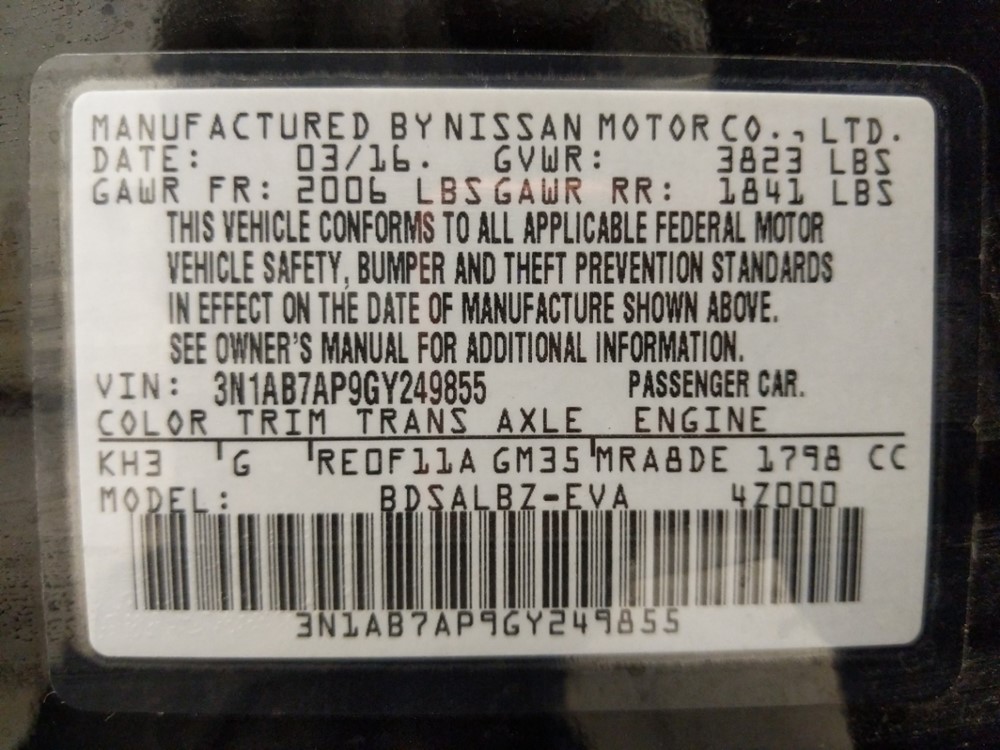 MANUFACTURED BY NISSAN MOTOR CO., LTD.
DATE: 03/16. GVWR: 3823 LBS
GAWR FR: 2006 LBS GAWR RR: 1841 LBS
THIS VEHICLE CONFORMS TO ALL APPLICABLE FEDERAL MOTOR
VEHICLE SAFETY, BUMPER AND THEFT PREVENTION STANDARDS
IN EFFECT ON THE DATE OF MANUFACTURE SHOWN ABOVE.
SEE OWNER'S MANUAL FOR ADDITIONAL INFORMATION.
VIN: 3N1AB7AP9GY249855 PASSENGER CAR.
COLOR TRIM TRANS AXLE ENGINE
KH3 G RE0F11A GM35 MRA8DE 1798 CC
MODEL: BDSALBZ-EVA 4Z000
3N1AB7AP9GY249855